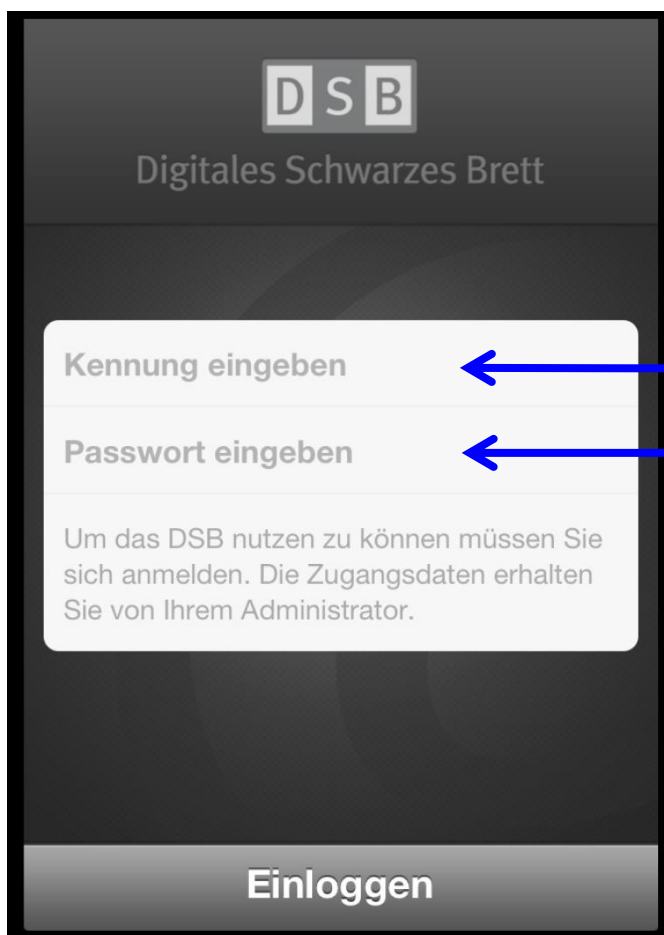 D S B
Digitales Schwarzes Brett
Kennung eingeben
Passwort eingeben
Um das DSB nutzen zu können müssen Sie
sich anmelden. Die Zugangsdaten erhalten
Sie von Ihrem Administrator.
Einloggen